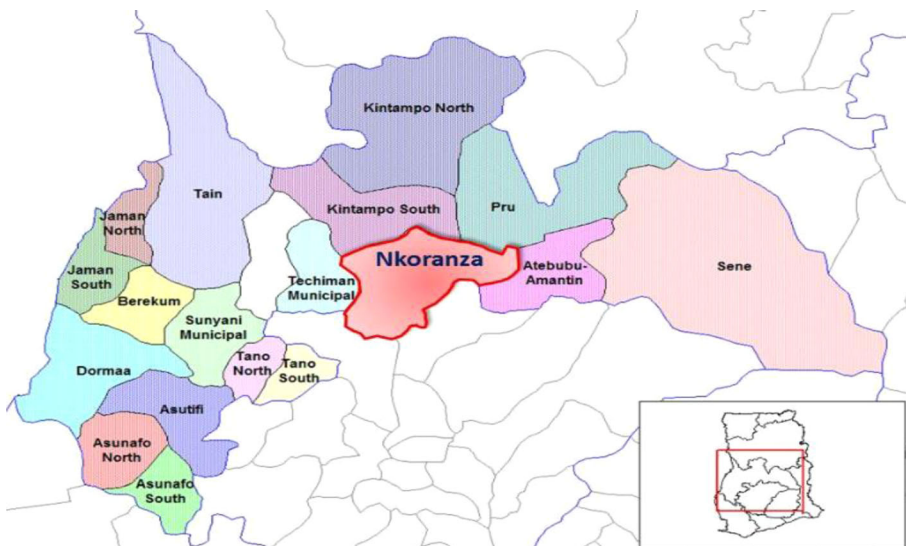 Kintampo North
Tain
Kintampo South
Pru
Jaman
North
Nkoranza
Jaman
South
Techiman
Municipal
Atebubu-
Amantin
Sene
Berekum
Sunyani
Municipal
Tano
North
Tano
South
Dormaa
Asutifi
Asunafo
North
Asunafo
South